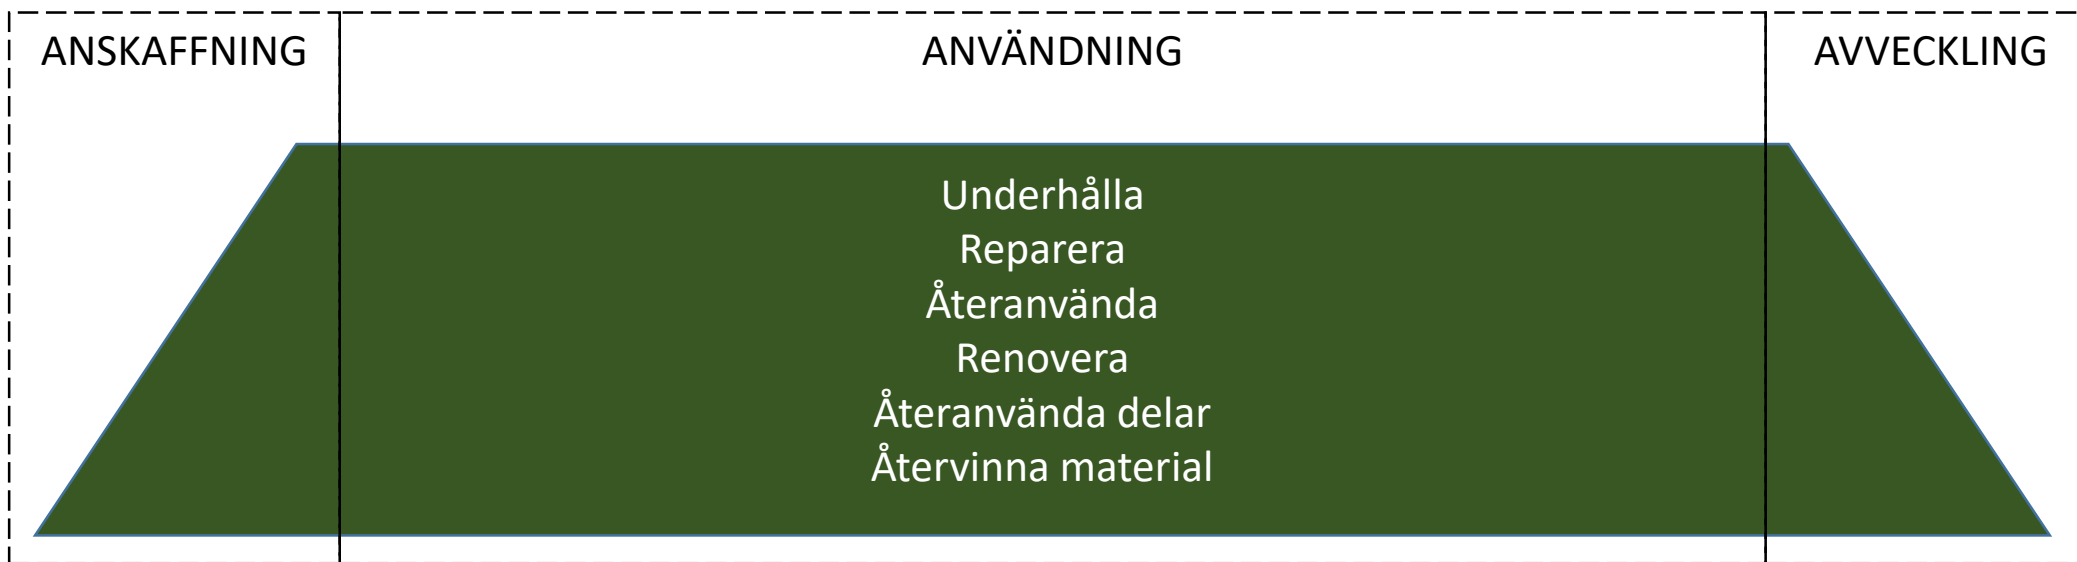 ANSKAFFNING
ANVÄNDNING
AVVECKLING
Underhålla
Reparera
Återanvända
Renovera
Återanvända delar
Återvinna material